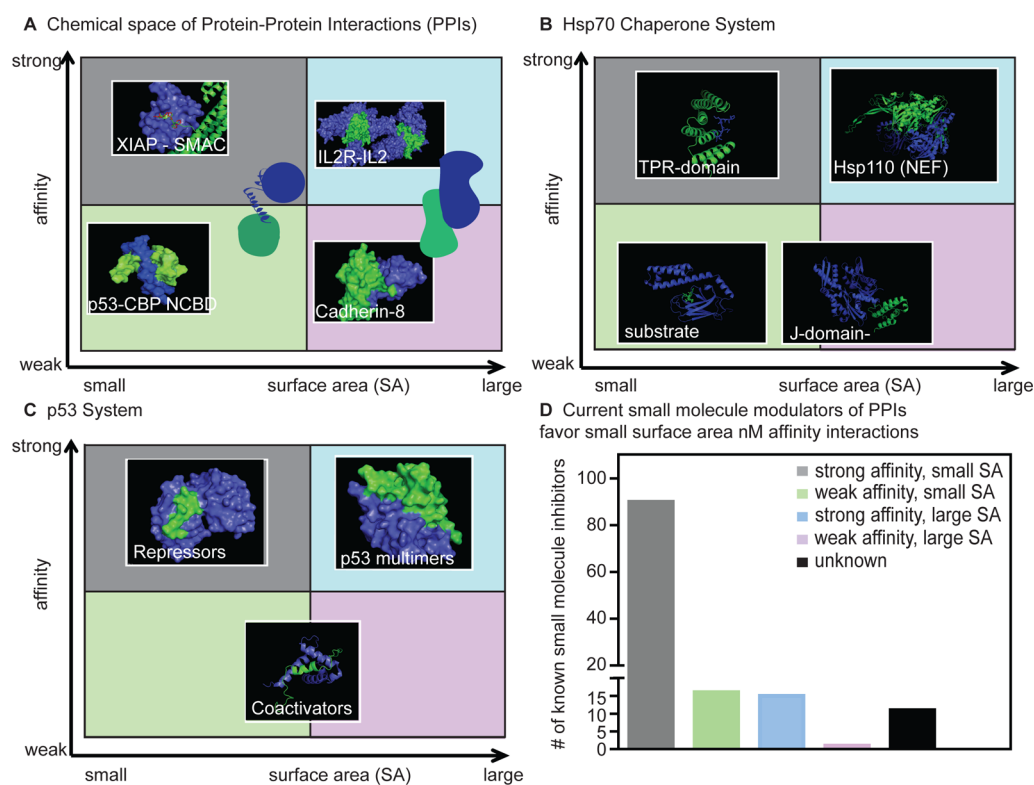 A Chemical space of Protein-Protein Interactions (PPIs)
strong
affinity
weak
XIAP - SMAC
IL2R-IL2
p53-CBP NCBD
Cadherin-8
small
surface area (SA)
large
B Hsp70 Chaperone System
strong
affinity
weak
TPR-domain
Hsp110 (NEF)
substrate
J-domain-
small
surface area (SA)
large
C p53 System
strong
affinity
weak
Repressors
p53 multimers
Coactivators
small
surface area (SA)
large
D Current small molecule modulators of PPIs
favor small surface area nM affinity interactions
# of known small molecule inhibitors
100
80
60
40
20
15
10
5
0
strong affinity, small SA
weak affinity, small SA
strong affinity, large SA
weak affinity, large SA
unknown